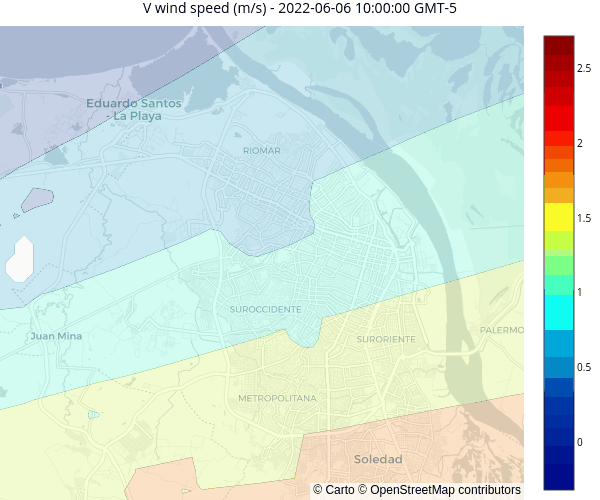 V wind speed (m/s) - 2022-06-06 10:00:00 GMT-5
2.5
Eduardo Santos
- La Playa
RIOMAR
2
1.5
1
SUROCCIDENTE
Juan Mina
SURORIENTE
PALERMO
0.5
METROPOLITANA
0
Soledad
© Carto © OpenStreetMap contributors